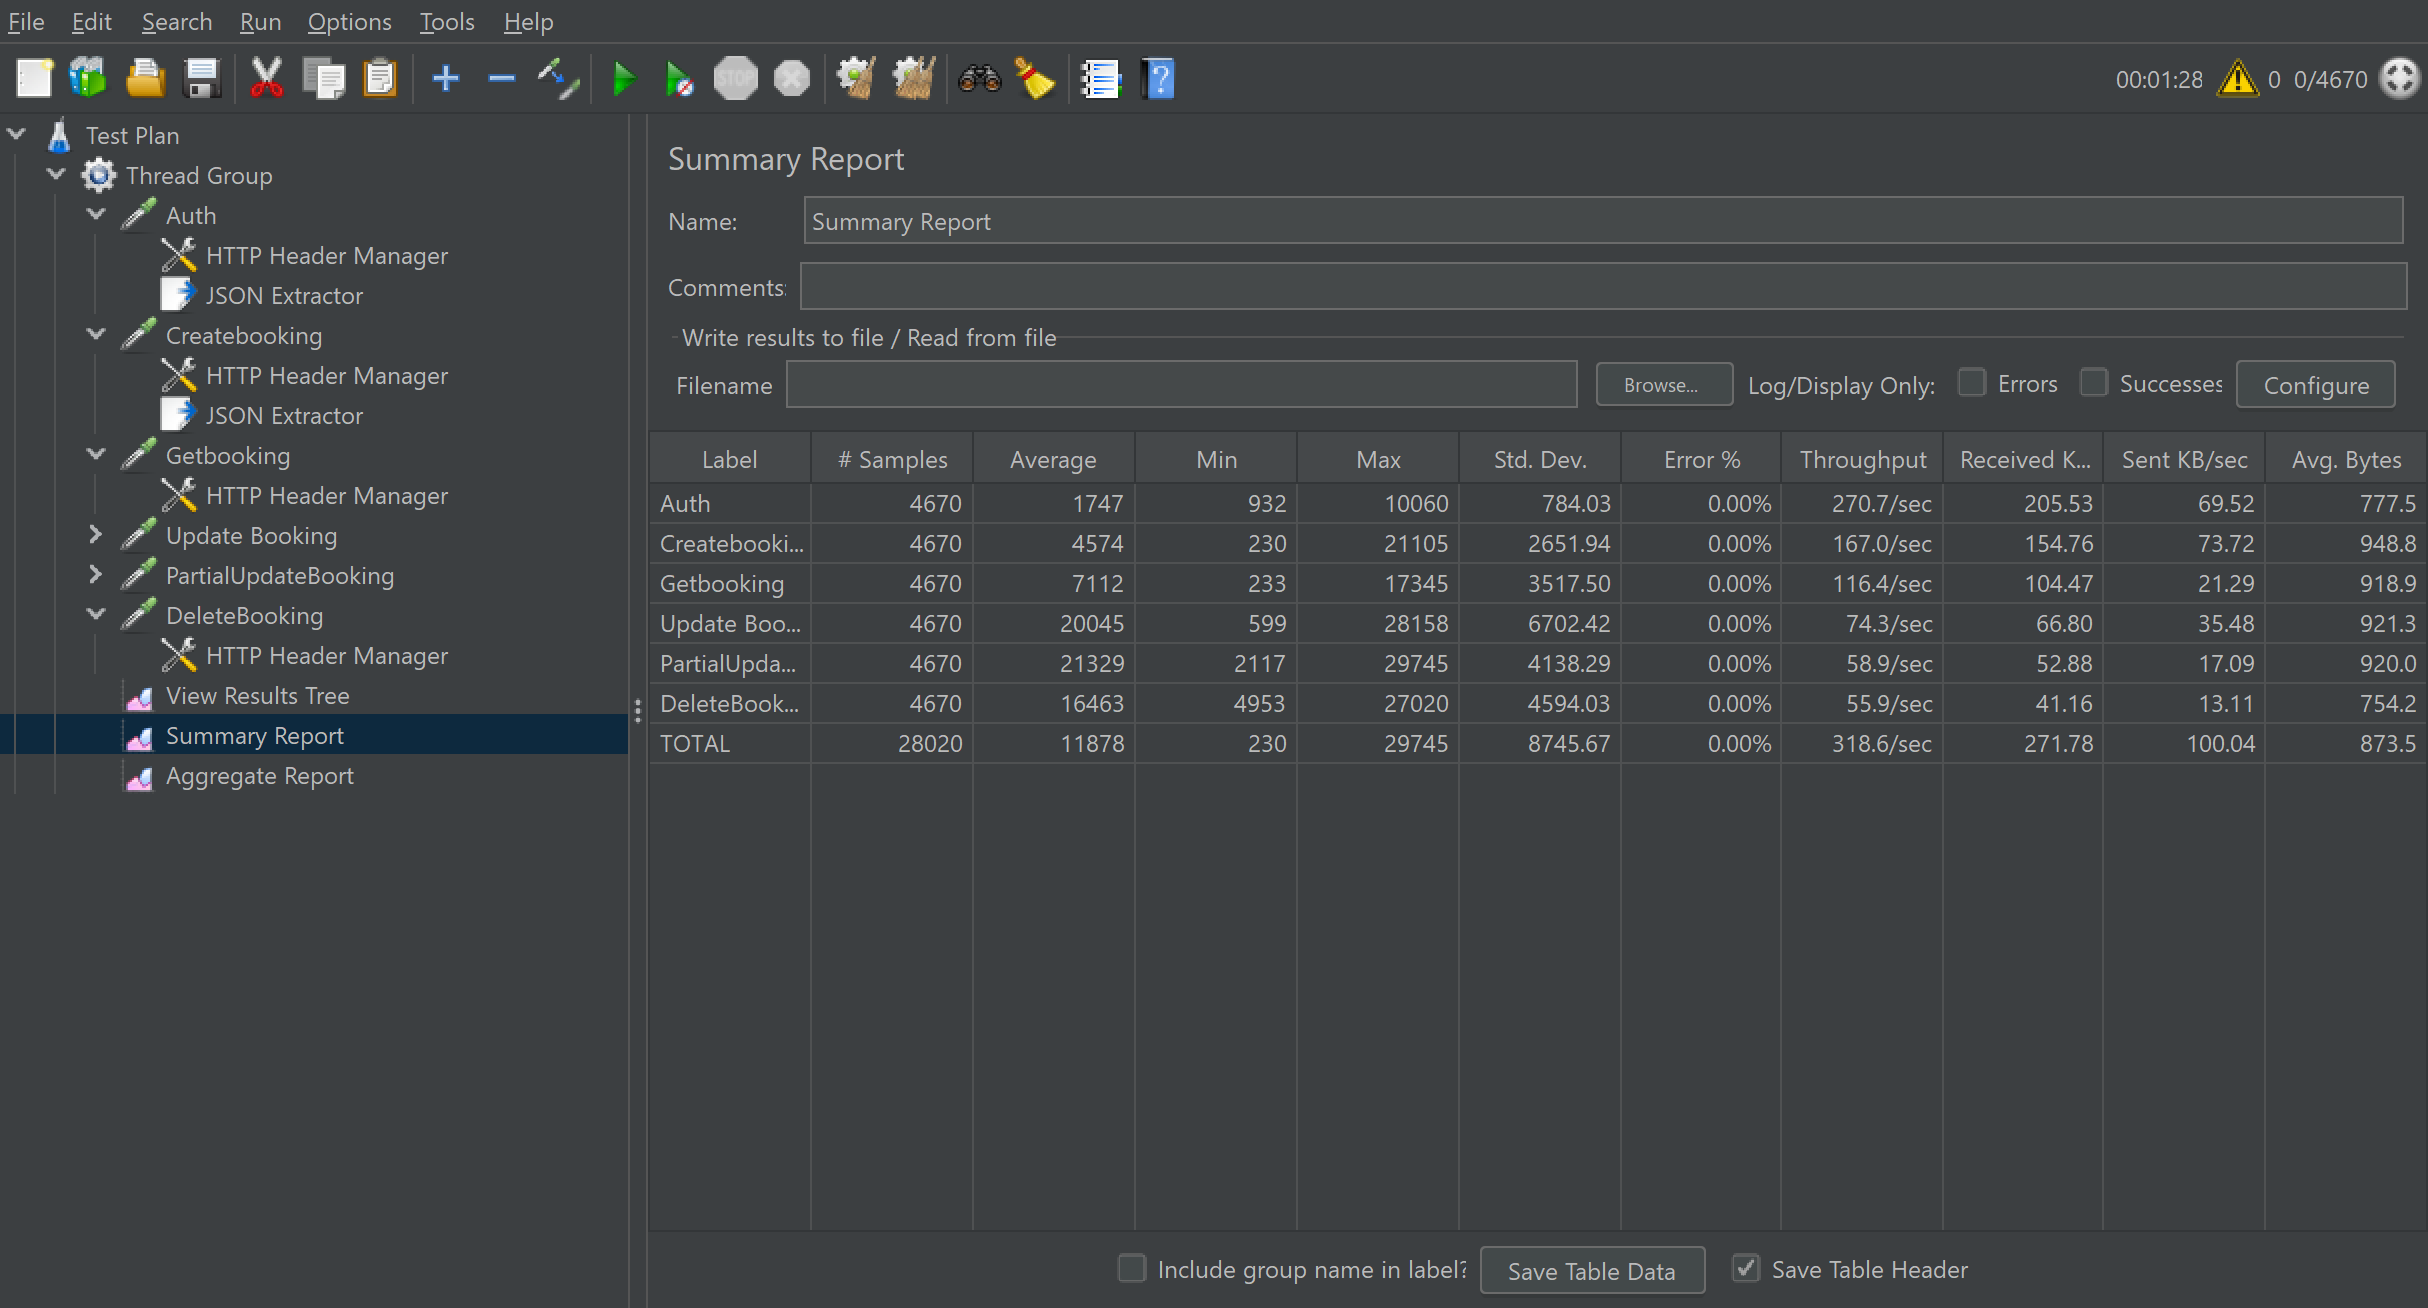 File Edit Search Run Options Tools Help
STOP ? 00:01:28 0 0/4670
Test Plan
Thread Group
Auth
HTTP Header Manager
JSON Extractor
Createbooking
HTTP Header Manager
JSON Extractor
Getbooking
HTTP Header Manager
Update Booking
PartialUpdateBooking
DeleteBooking
HTTP Header Manager
View Results Tree
Summary Report
Aggregate Report
Summary Report
Name: Summary Report
Comments:
Write results to file / Read from file
Filename Browse... Log/Display Only: Errors Successes Configure
Label # Samples Average Min Max Std. Dev. Error % Throughput Received K... Sent KB/sec Avg. Bytes
Auth 4670 1747 932 10060 784.03 0.00% 270.7/sec 205.53 69.52 777.5
Createbooki... 4670 4574 230 21105 2651.94 0.00% 167.0/sec 154.76 73.72 948.8
Getbooking 4670 7112 233 17345 3517.50 0.00% 116.4/sec 104.47 21.29 918.9
Update Boo... 4670 20045 599 28158 6702.42 0.00% 74.3/sec 66.80 35.48 921.3
PartialUpda... 4670 21329 2117 29745 4138.29 0.00% 58.9/sec 52.88 17.09 920.0
DeleteBook... 4670 16463 4953 27020 4594.03 0.00% 55.9/sec 41.16 13.11 754.2
TOTAL 28020 11878 230 29745 8745.67 0.00% 318.6/sec 271.78 100.04 873.5
Include group name in label? Save Table Data Save Table Header